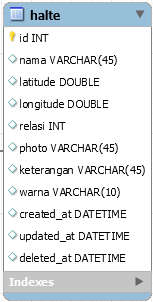 halte
id INT
nama VARCHAR(45)
latitude DOUBLE
longitude DOUBLE
relasi INT
photo VARCHAR(45)
keterangan VARCHAR(45)
warna VARCHAR(10)
created_at DATETIME
updated_at DATETIME
deleted_at DATETIME
Indexes